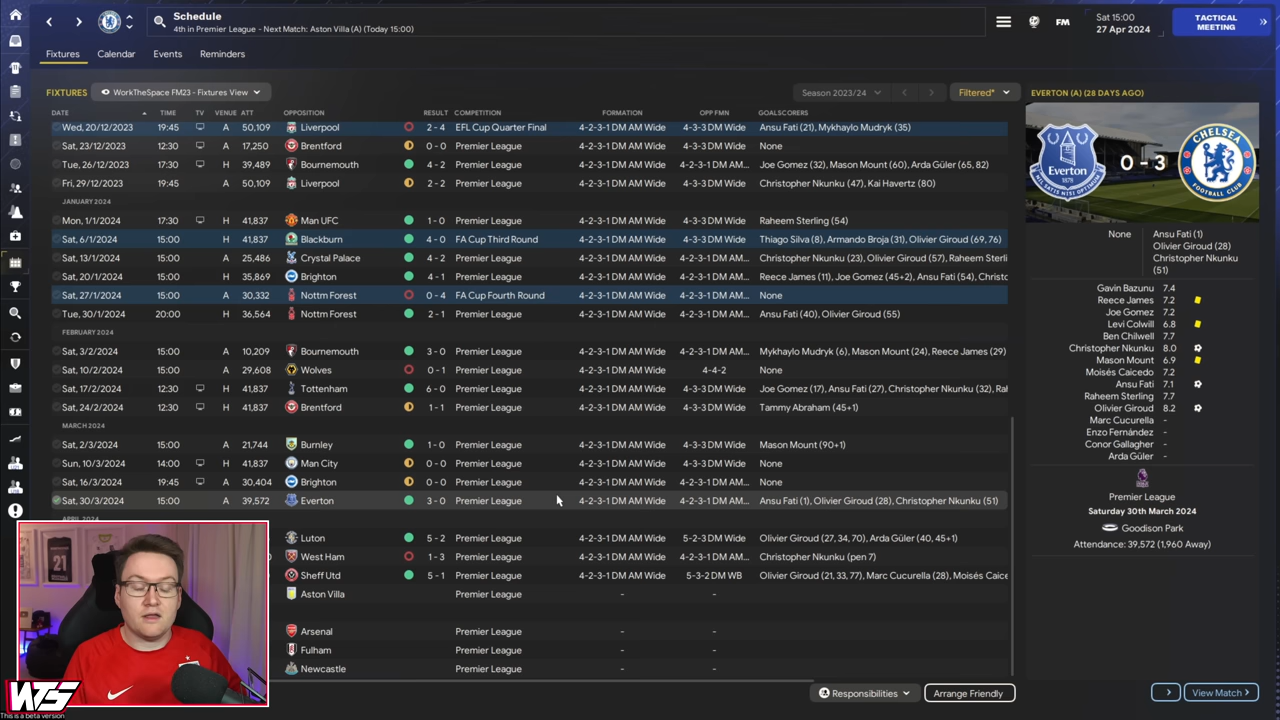 Schedule
4th in Premier League - Next Match: Aston Villa (A) (Today 15:00)
FM
Sat 15:00
27 Apr 2024
TACTICAL
MEETING
Fixtures Calendar Events Reminders
FIXTURES WorkTheSpace FM23 - Fixtures View Season 2023/24 Filtered*
DATE TIME TV VENUE ATT. OPPOSITION RESULT COMPETITION FORMATION OPP FMN GOALSCORERS
Wed, 20/12/2023 19:45 A 50,109 Liverpool 2 - 4 EFL Cup Quarter Final 4-2-3-1 DM AM Wide 4-3-3 DM Wide Ansu Fati (21), Mykhaylo Mudryk (35)
Sat, 23/12/2023 12:30 A 17,250 Brentford 0 - 0 Premier League 4-2-3-1 DM AM Wide 4-3-3 DM Wide None
Tue, 26/12/2023 17:30 H 39,489 Bournemouth 4 - 2 Premier League 4-2-3-1 DM AM Wide 4-2-3-1 DM AM... Joe Gomez (32), Mason Mount (60), Arda Güler (65, 82)
Fri, 29/12/2023 19:45 A 50,109 Liverpool 2 - 2 Premier League 4-2-3-1 DM AM Wide 4-3-3 DM Wide Christopher Nkunku (47), Kai Havertz (80)
JANUARY 2024
Mon, 1/1/2024 17:30 H 41,837 Man UFC 1 - 0 Premier League 4-2-3-1 DM AM Wide 4-2-3-1 DM AM... Raheem Sterling (54)
Sat, 6/1/2024 15:00 H 41,837 Blackburn 4 - 0 FA Cup Third Round 4-2-3-1 DM AM Wide 4-3-3 DM Wide Thiago Silva (8), Armando Broja (31), Olivier Giroud (69, 76)
Sat, 13/1/2024 15:00 A 25,486 Crystal Palace 4 - 2 Premier League 4-2-3-1 DM AM Wide 4-3-3 DM Wide Christopher Nkunku (23), Olivier Giroud (57), Raheem Sterli
Sat, 20/1/2024 15:00 H 35,869 Brighton 4 - 1 Premier League 4-2-3-1 DM AM Wide 4-2-3-1 DM AM... Reece James (11), Joe Gomez (45+2), Ansu Fati (54), Christo
Sat, 27/1/2024 15:00 A 30,332 Nottm Forest 0 - 4 FA Cup Fourth Round 4-2-3-1 DM AM Wide 4-2-3-1 DM AM... None
Tue, 30/1/2024 20:00 H 36,564 Nottm Forest 2 - 1 Premier League 4-2-3-1 DM AM Wide 4-2-3-1 DM AM... Ansu Fati (40), Olivier Giroud (55)
FEBRUARY 2024
Sat, 3/2/2024 15:00 A 10,209 Bournemouth 3 - 0 Premier League 4-2-3-1 DM AM Wide 4-2-3-1 DM AM... Mykhaylo Mudryk (6), Mason Mount (24), Reece James (29)
Sat, 10/2/2024 15:00 A 29,608 Wolves 0 - 1 Premier League 4-2-3-1 DM AM Wide 4-4-2 None
Sat, 17/2/2024 12:30 H 41,837 Tottenham 6 - 0 Premier League 4-2-3-1 DM AM Wide 4-2-3-1 DM AM... Joe Gomez (17), Ansu Fati (27), Christopher Nkunku (32), Ral
Sat, 24/2/2024 12:30 H 41,837 Brentford 1 - 1 Premier League 4-2-3-1 DM AM Wide 4-3-3 DM Wide Tammy Abraham (45+1)
MARCH 2024
Sat, 2/3/2024 15:00 A 21,744 Burnley 1 - 0 Premier League 4-2-3-1 DM AM Wide 4-3-3 DM Wide Mason Mount (90+1)
Sun, 10/3/2024 14:00 H 41,837 Man City 0 - 0 Premier League 4-2-3-1 DM AM Wide 4-3-3 DM Wide None
Sat, 16/3/2024 19:45 A 30,404 Brighton 0 - 0 Premier League 4-2-3-1 DM AM Wide 4-2-3-1 DM AM... None
Sat, 30/3/2024 15:00 A 39,572 Everton 3 - 0 Premier League 4-2-3-1 DM AM Wide 4-2-3-1 DM AM... Ansu Fati (1), Olivier Giroud (28), Christopher Nkunku (51)
APRIL 2024
Luton 5 - 2 Premier League 4-2-3-1 DM AM Wide 5-2-3 DM Wide Olivier Giroud (27, 34, 70), Arda Güler (40, 45+1)
West Ham 1 - 3 Premier League 4-2-3-1 DM AM Wide 4-2-3-1 DM AM... Christopher Nkunku (pen 7)
Sheff Utd 5 - 1 Premier League 4-2-3-1 DM AM Wide 5-3-2 DM WB Olivier Giroud (21, 33, 77), Marc Cucurella (28), Moisés Caice
Aston Villa Premier League - -
Arsenal Premier League - -
Fulham Premier League - -
Newcastle Premier League - -
Responsibilities Arrange Friendly
EVERTON (A) (28 DAYS AGO)
Everton
1878
CHELSEA
FOOTBALL CLUB
0 - 3
None
Ansu Fati (1)
Olivier Giroud (28)
Christopher Nkunku
(51)
Gavin Bazunu 7.4
Reece James 7.2
Joe Gomez 7.2
Levi Colwill 6.8
Ben Chilwell 7.7
Christopher Nkunku 8.0
Mason Mount 6.9
Moisés Caicedo 7.2
Ansu Fati 7.1
Raheem Sterling 7.7
Olivier Giroud 8.2
Marc Cucurella -
Enzo Fernández -
Conor Gallagher -
Arda Güler -
Premier League
Saturday 30th March 2024
Goodison Park
Attendance: 39,572 (1,960 Away)
View Match
21
WTS
This is a beta version